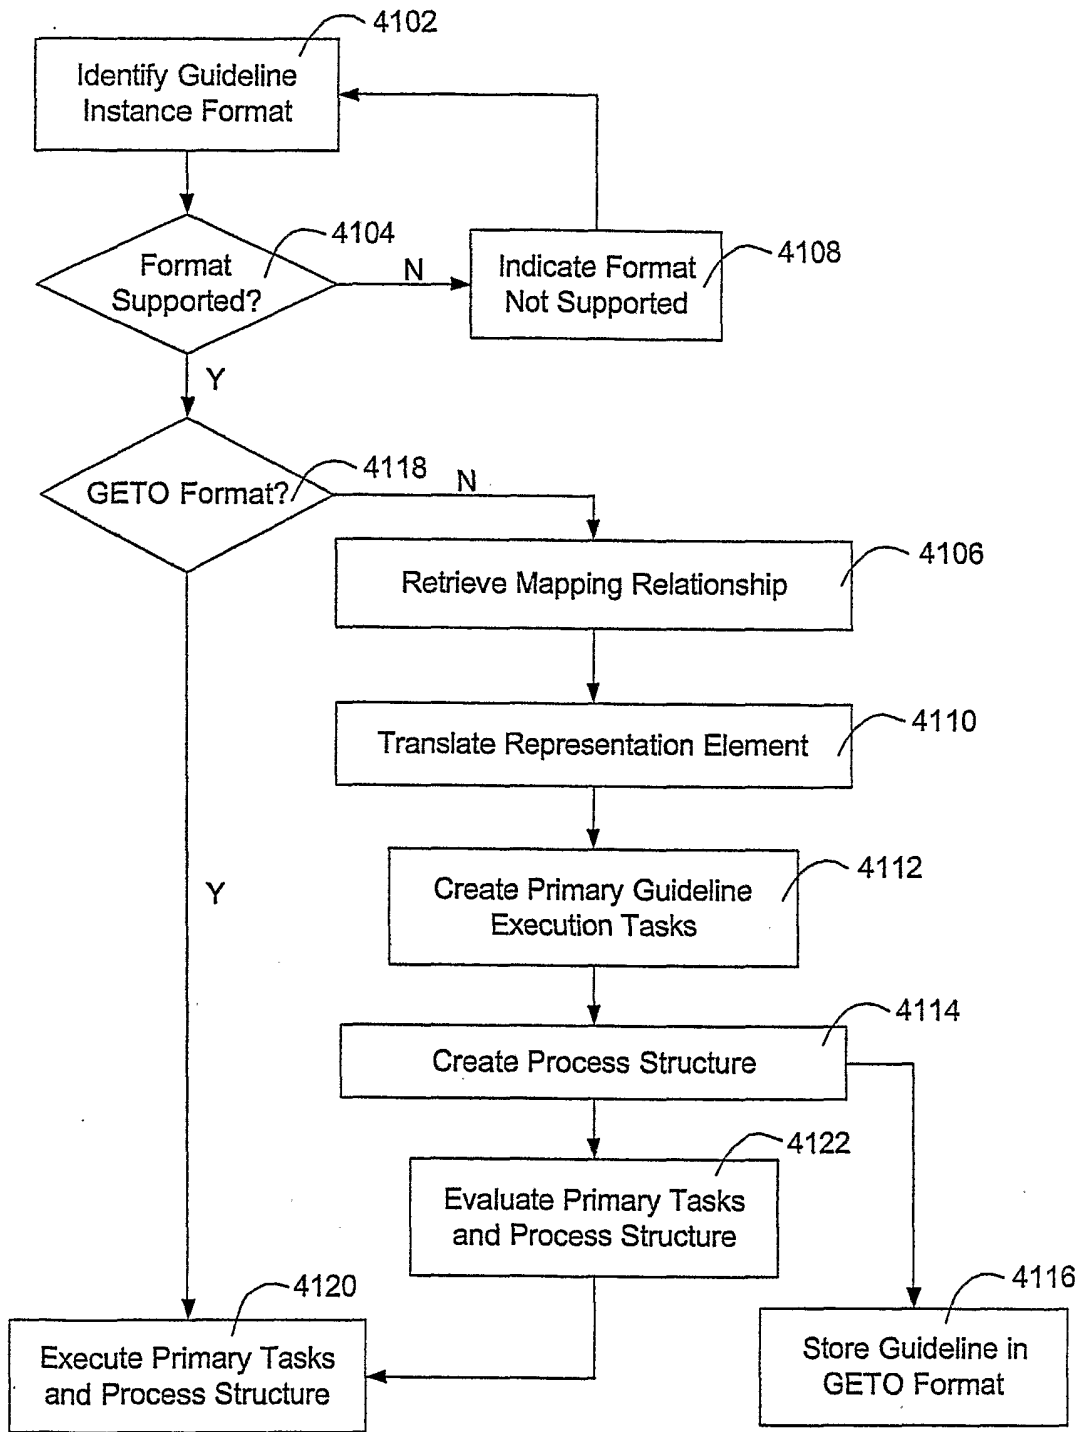 4102
Identify Guideline
Instance Format
4104
Format
Supported?
N
4108
Indicate Format
Not Supported
Y
4118
GETO Format?
N
4106
Retrieve Mapping Relationship
4110
Translate Representation Element
4112
Create Primary Guideline
Execution Tasks
Y
4114
Create Process Structure
4122
Evaluate Primary Tasks
and Process Structure
4120
Execute Primary Tasks
and Process Structure
4116
Store Guideline in
GETO Format